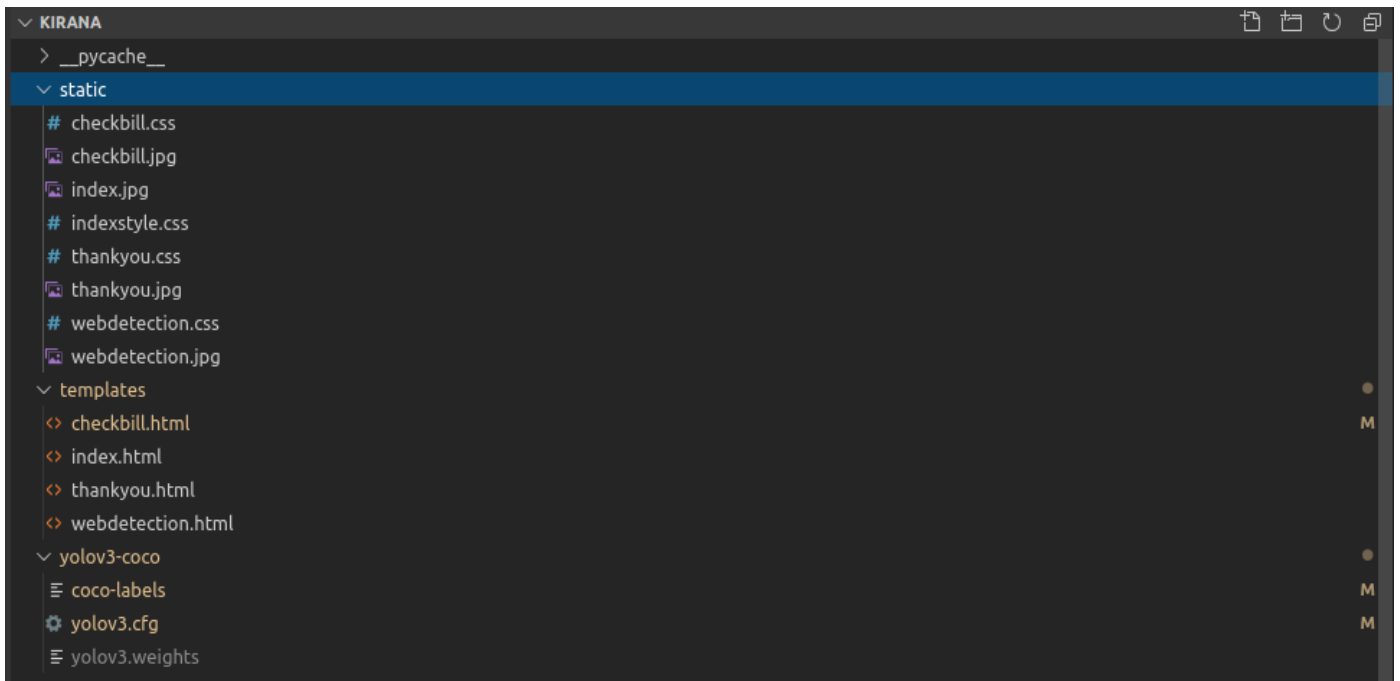 KIRANA
__pycache__
static
# checkbill.css
checkbill.jpg
index.jpg
# indexstyle.css
# thankyou.css
thankyou.jpg
# webdetection.css
webdetection.jpg
templates
<> checkbill.html M
<> index.html
<> thankyou.html
<> webdetection.html
yolov3-coco
coco-labels M
yolov3.cfg M
yolov3.weights